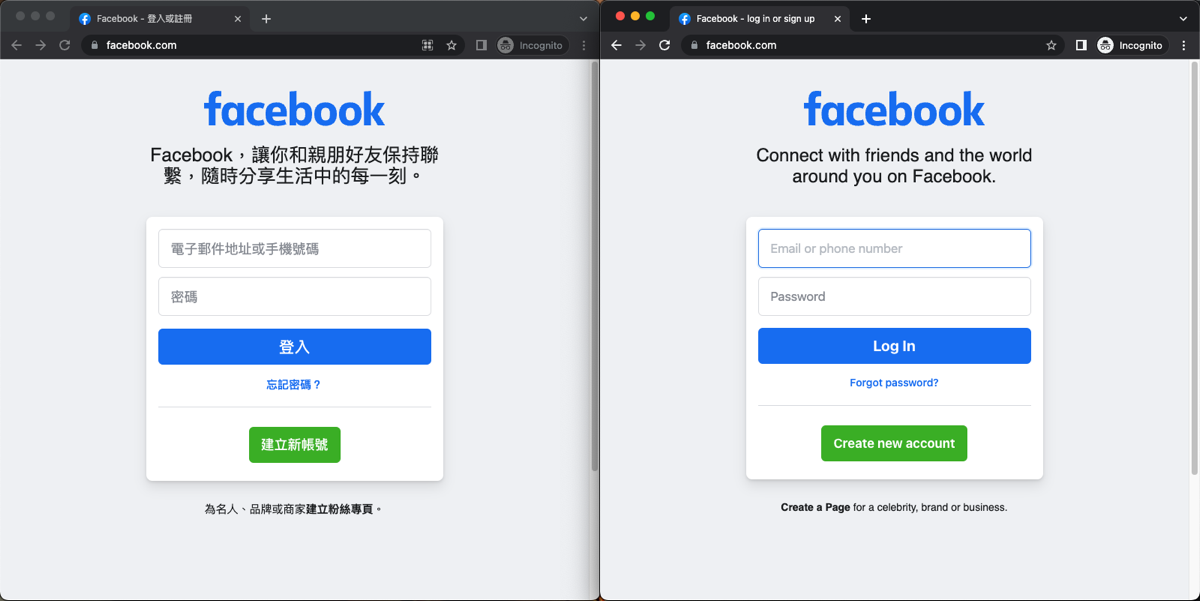 Facebook - 登入或註冊
facebook.com
Incognito
facebook
Facebook，讓你和親朋好友保持聯
繫，隨時分享生活中的每一刻。
電子郵件地址或手機號碼
密碼
登入
忘記密碼？
建立新帳號
為名人、品牌或商家建立粉絲專頁。
Facebook - log in or sign up
facebook.com
Incognito
facebook
Connect with friends and the world
around you on Facebook.
Email or phone number
Password
Log In
Forgot password?
Create new account
Create a Page for a celebrity, brand or business.